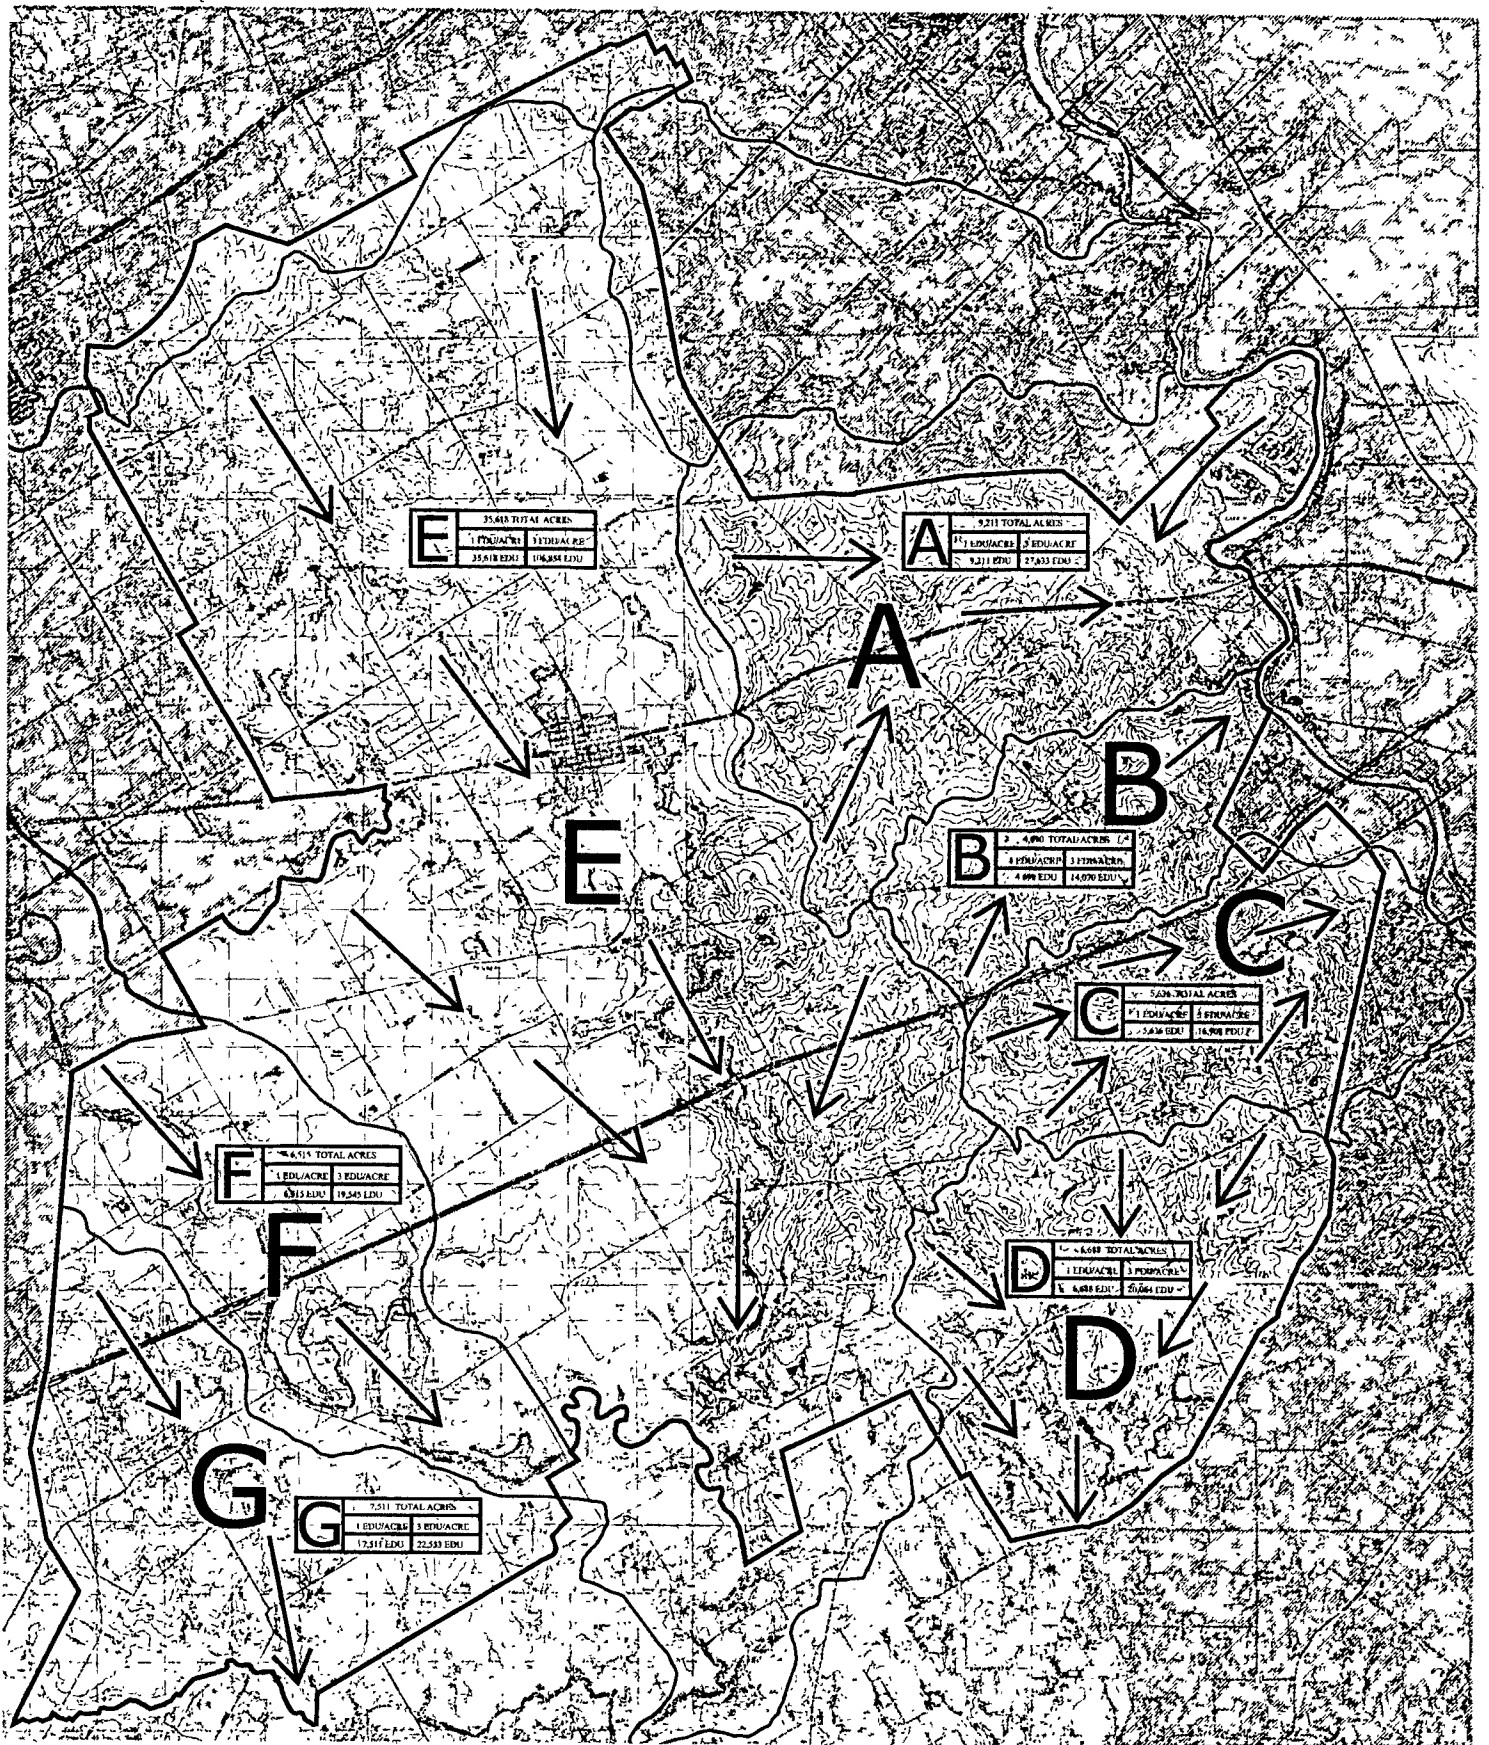 E
35,618 TOTAL ACRES
1 EDU/ACRE 3 EDU/ACRE
35,618 EDU 106,854 EDU
A
9,211 TOTAL ACRES
1 EDU/ACRE 3 EDU/ACRE
9,211 EDU 27,633 EDU
A
B
E
B
4,690 TOTAL ACRES
1 EDU/ACRE 3 EDU/ACRE
4,690 EDU 14,070 EDU
C
C
5,636 TOTAL ACRES
1 EDU/ACRE 3 EDU/ACRE
5,636 EDU 16,908 EDU
F
6,515 TOTAL ACRES
1 EDU/ACRE 3 EDU/ACRE
6,515 EDU 19,545 EDU
F
D
6,688 TOTAL ACRES
1 EDU/ACRE 3 EDU/ACRE
6,688 EDU 20,064 EDU
D
G
G
7,511 TOTAL ACRES
1 EDU/ACRE 3 EDU/ACRE
7,511 EDU 22,533 EDU